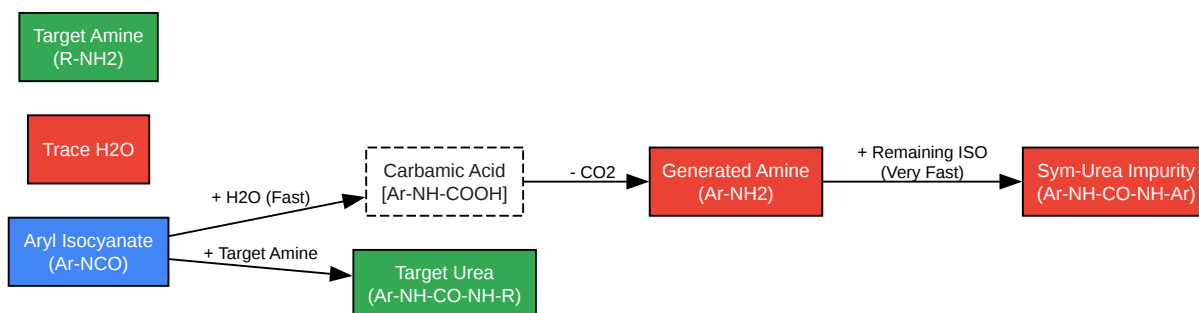 Target Amine
(R-NH2)
Trace H2O
Aryl Isocyanate
(Ar-NCO)
+ H2O (Fast)
+ Target Amine
Carbamic Acid
[Ar-NH-COOH]
Target Urea
(Ar-NH-CO-NH-R)
- CO2
Generated Amine
(Ar-NH2)
+ Remaining ISO
(Very Fast)
Sym-Urea Impurity
(Ar-NH-CO-NH-Ar)